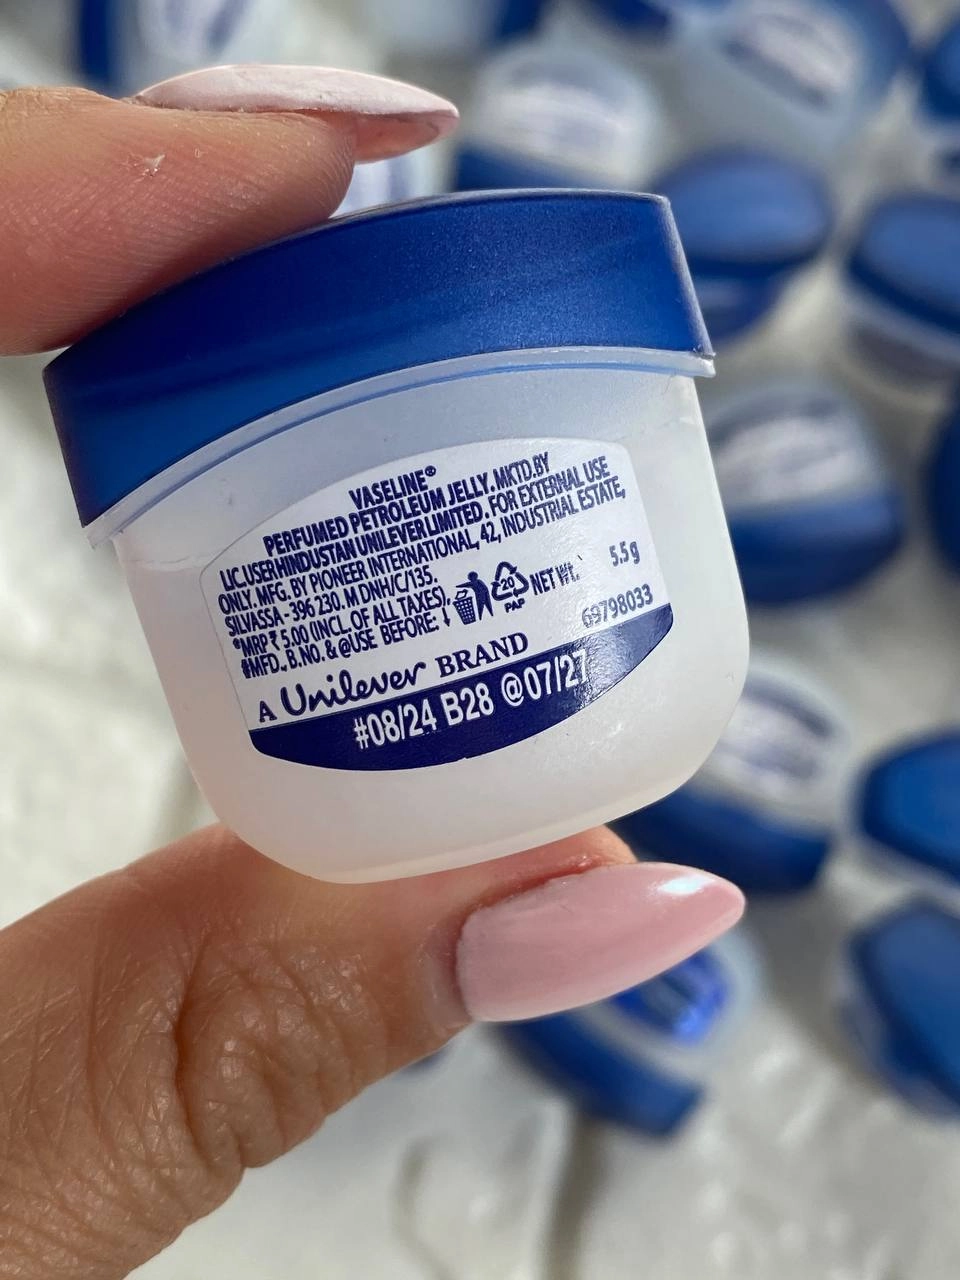 VASELINE®
PERFUMED PETROLEUM JELLY. MKTD.BY
LIC.USER HINDUSTAN UNILEVER LIMITED. FOR EXTERNAL USE
ONLY. MFG. BY PIONEER INTERNATIONAL, 42, INDUSTRIAL ESTATE,
SILVASSA - 396 230. M DNH/C/135.
*MRP ₹ 5.00 (INCL. OF ALL TAXES).
#MFD., B.NO. & @USE BEFORE: ↓
20
PAP
NET WT. 5.5 g
69798033
A Unilever BRAND
#08/24 B28 @07/27